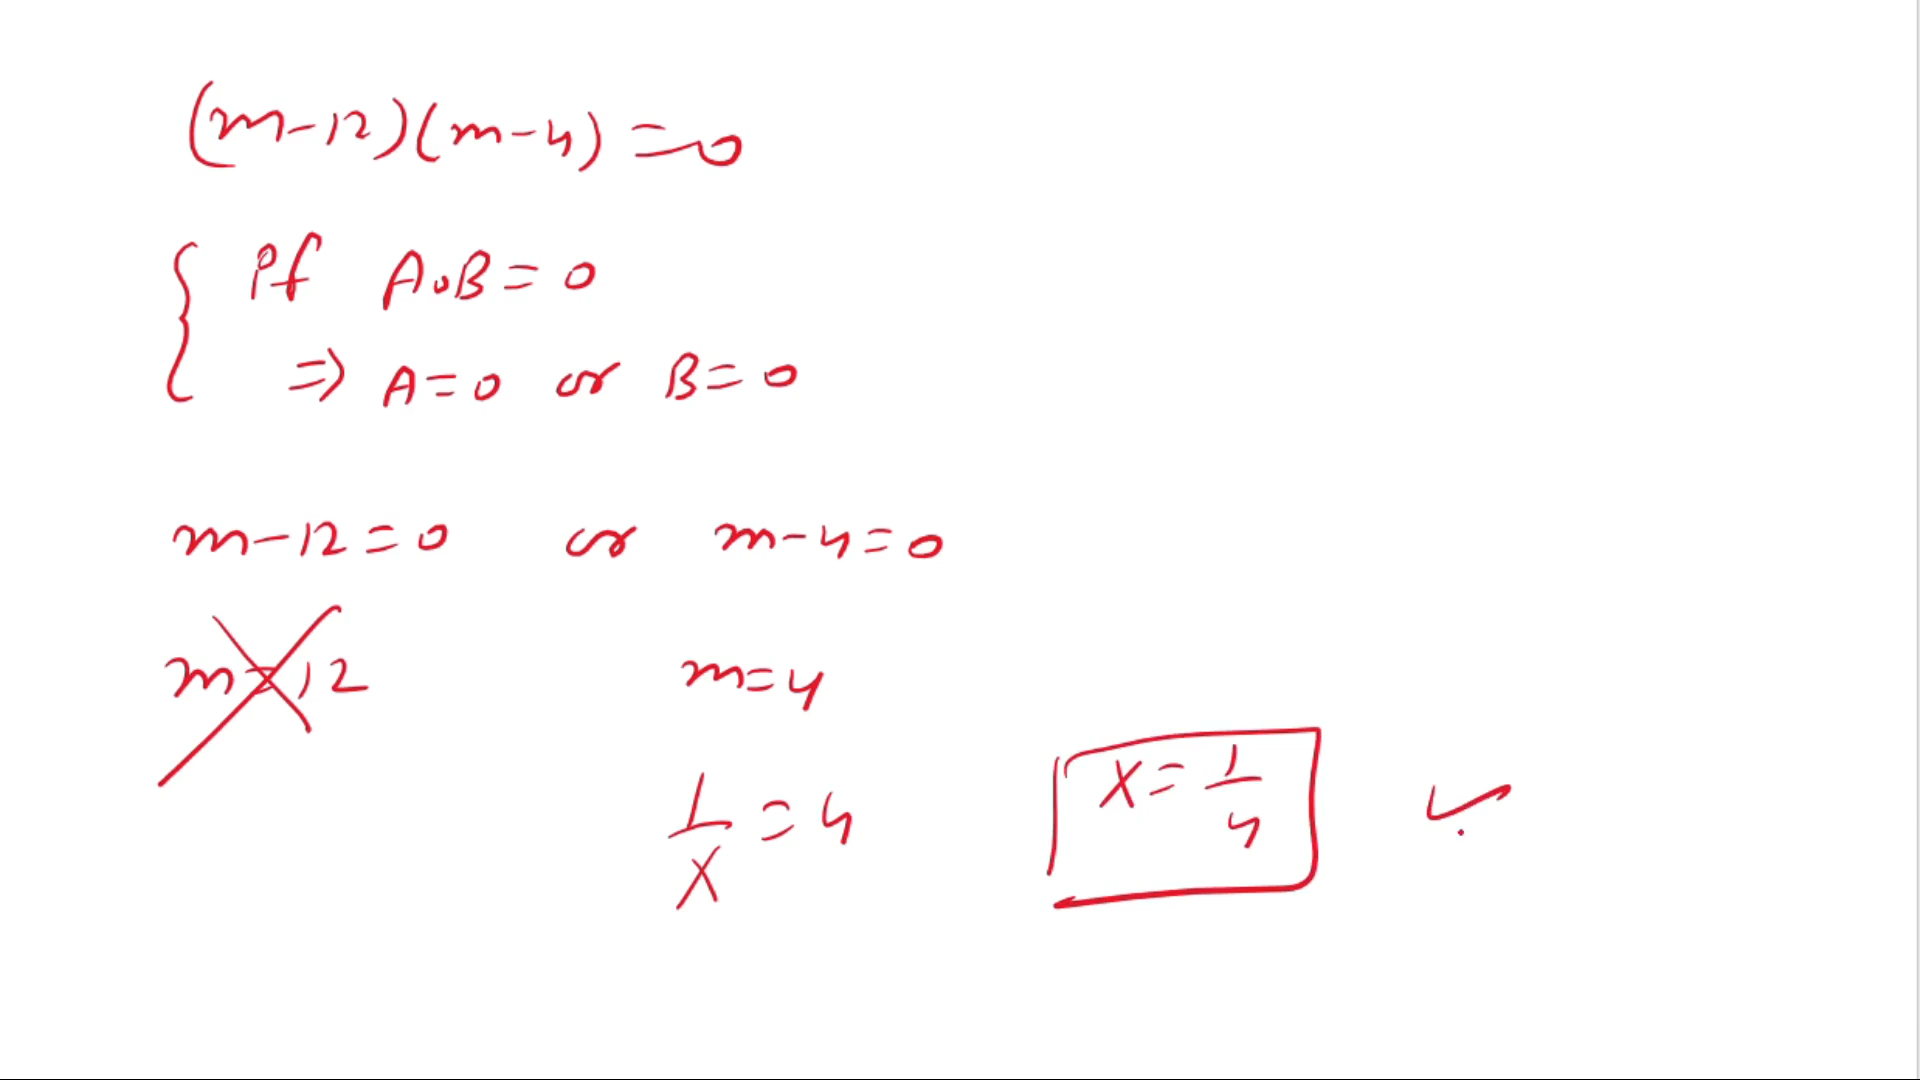 (m-12)(m-4)=0
{ If A.B=0
⇒ A=0 or B=0
m-12=0 or m-4=0
m=12 m=4
1/x=4 x=1/4 ✓